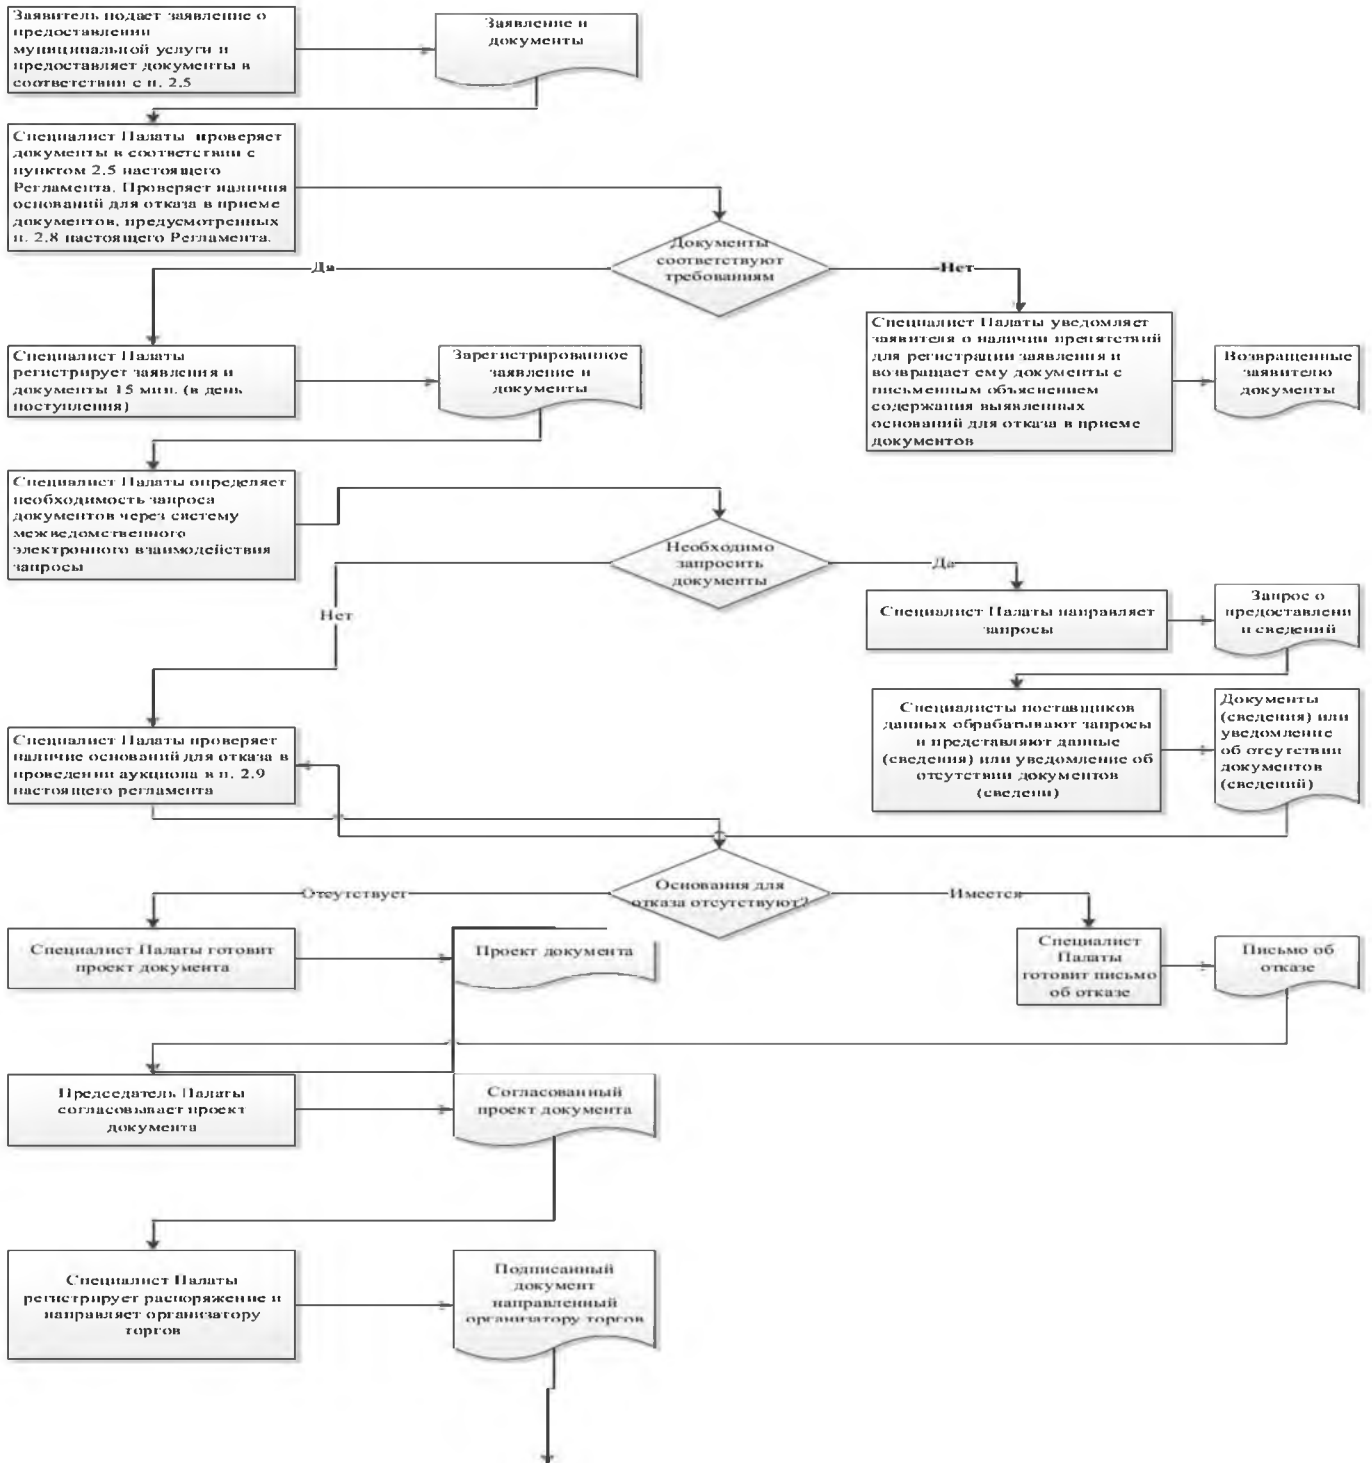 Заявитель подает заявление о
предоставлении
муниципальной услуги и
предоставляет документы в
соответствии с п. 2.5
Заявление и
документы
Специалист Палаты проверяет
документы в соответствии с
пунктом 2.5 настоящего
Регламента. Проверяет наличия
оснований для отказа в приеме
документов, предусмотренных
п. 2.8 настоящего Регламента.
Документы
соответствуют
требованиям
Да
Нет
Специалист Палаты
регистрирует заявления и
документы 15 мин. (в день
поступления)
Зарегистрированное
заявление и
документы
Специалист Палаты уведомляет
заявителя о наличии препятствий
для регистрации заявления и
возвращает ему документы с
письменным объяснением
содержания выявленных
оснований для отказа в приеме
документов
Возвращенные
заявителю
документы
Специалист Палаты определяет
необходимость запроса
документов через систему
межведомственного
электронного взаимодействия
запросы
Необходимо
запросить
документы
Да
Нет
Специалист Палаты направляет
запросы
Запрос о
предоставлени
и сведений
Специалисты поставщиков
данных обрабатывают запросы
и представляют данные
(сведения) или уведомление об
отсутствии документов
(сведени)
Документы
(сведения) или
уведомление
об отсутствии
документов
(сведений)
Специалист Палаты проверяет
наличие оснований для отказа в
проведении аукциона в п. 2.9
настоящего регламента
Основания для
отказа отсутствуют?
Отсутствует
Имеется
Специалист Палаты готовит
проект документа
Проект документа
Специалист
Палаты
готовит письмо
об отказе
Письмо об
отказе
Председатель Палаты
согласовывает проект
документа
Согласованный
проект документа
Специалист Палаты
регистрирует распоряжение и
направляет организатору
торгов
Подписанный
документ
направленный
организатору торгов